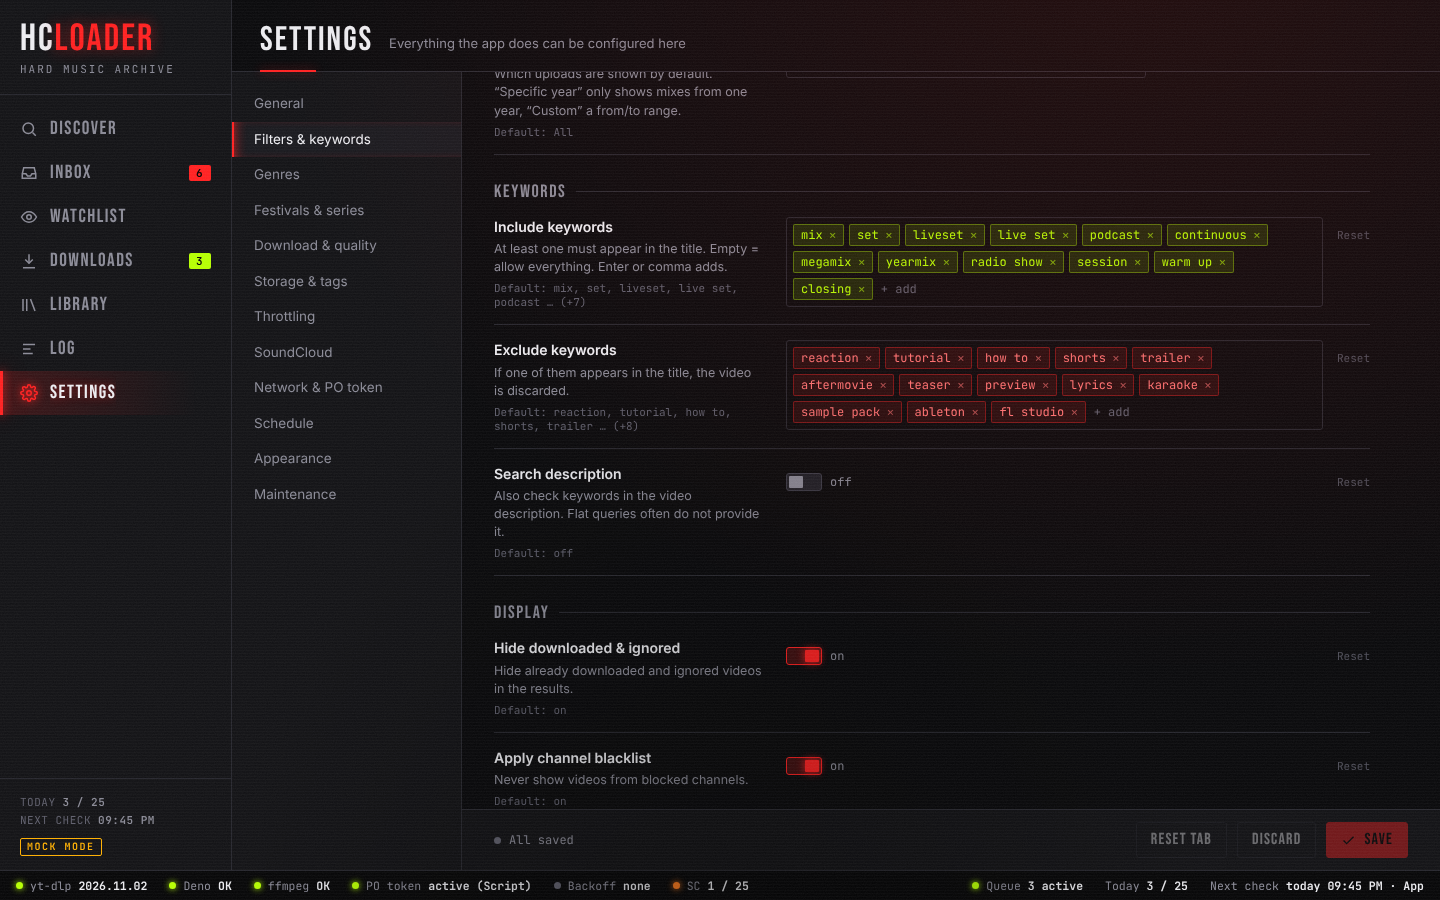 HCLOADER
HARD MUSIC ARCHIVE
DISCOVER
INBOX 6
WATCHLIST
DOWNLOADS 3
LIBRARY
LOG
SETTINGS
TODAY 3 / 25
NEXT CHECK 09:45 PM
MOCK MODE
SETTINGS Everything the app does can be configured here
General
Filters & keywords
Genres
Festivals & series
Download & quality
Storage & tags
Throttling
SoundCloud
Network & PO token
Schedule
Appearance
Maintenance
Which uploads are shown by default.
“Specific year” only shows mixes from one
year, “Custom” a from/to range.
Default: All
KEYWORDS
Include keywords
At least one must appear in the title. Empty =
allow everything. Enter or comma adds.
Default: mix, set, liveset, live set,
podcast … (+7)
mix × set × liveset × live set × podcast × continuous ×
megamix × yearmix × radio show × session × warm up ×
closing × + add
Reset
Exclude keywords
If one of them appears in the title, the video
is discarded.
Default: reaction, tutorial, how to,
shorts, trailer … (+8)
reaction × tutorial × how to × shorts × trailer ×
aftermovie × teaser × preview × lyrics × karaoke ×
sample pack × ableton × fl studio × + add
Reset
Search description
Also check keywords in the video
description. Flat queries often do not provide
it.
Default: off
off
Reset
DISPLAY
Hide downloaded & ignored
Hide already downloaded and ignored videos
in the results.
Default: on
on
Reset
Apply channel blacklist
Never show videos from blocked channels.
Default: on
on
Reset
All saved
RESET TAB
DISCARD
SAVE
yt-dlp 2026.11.02 Deno OK ffmpeg OK PO token active (Script) Backoff none SC 1 / 25 Queue 3 active Today 3 / 25 Next check today 09:45 PM · App